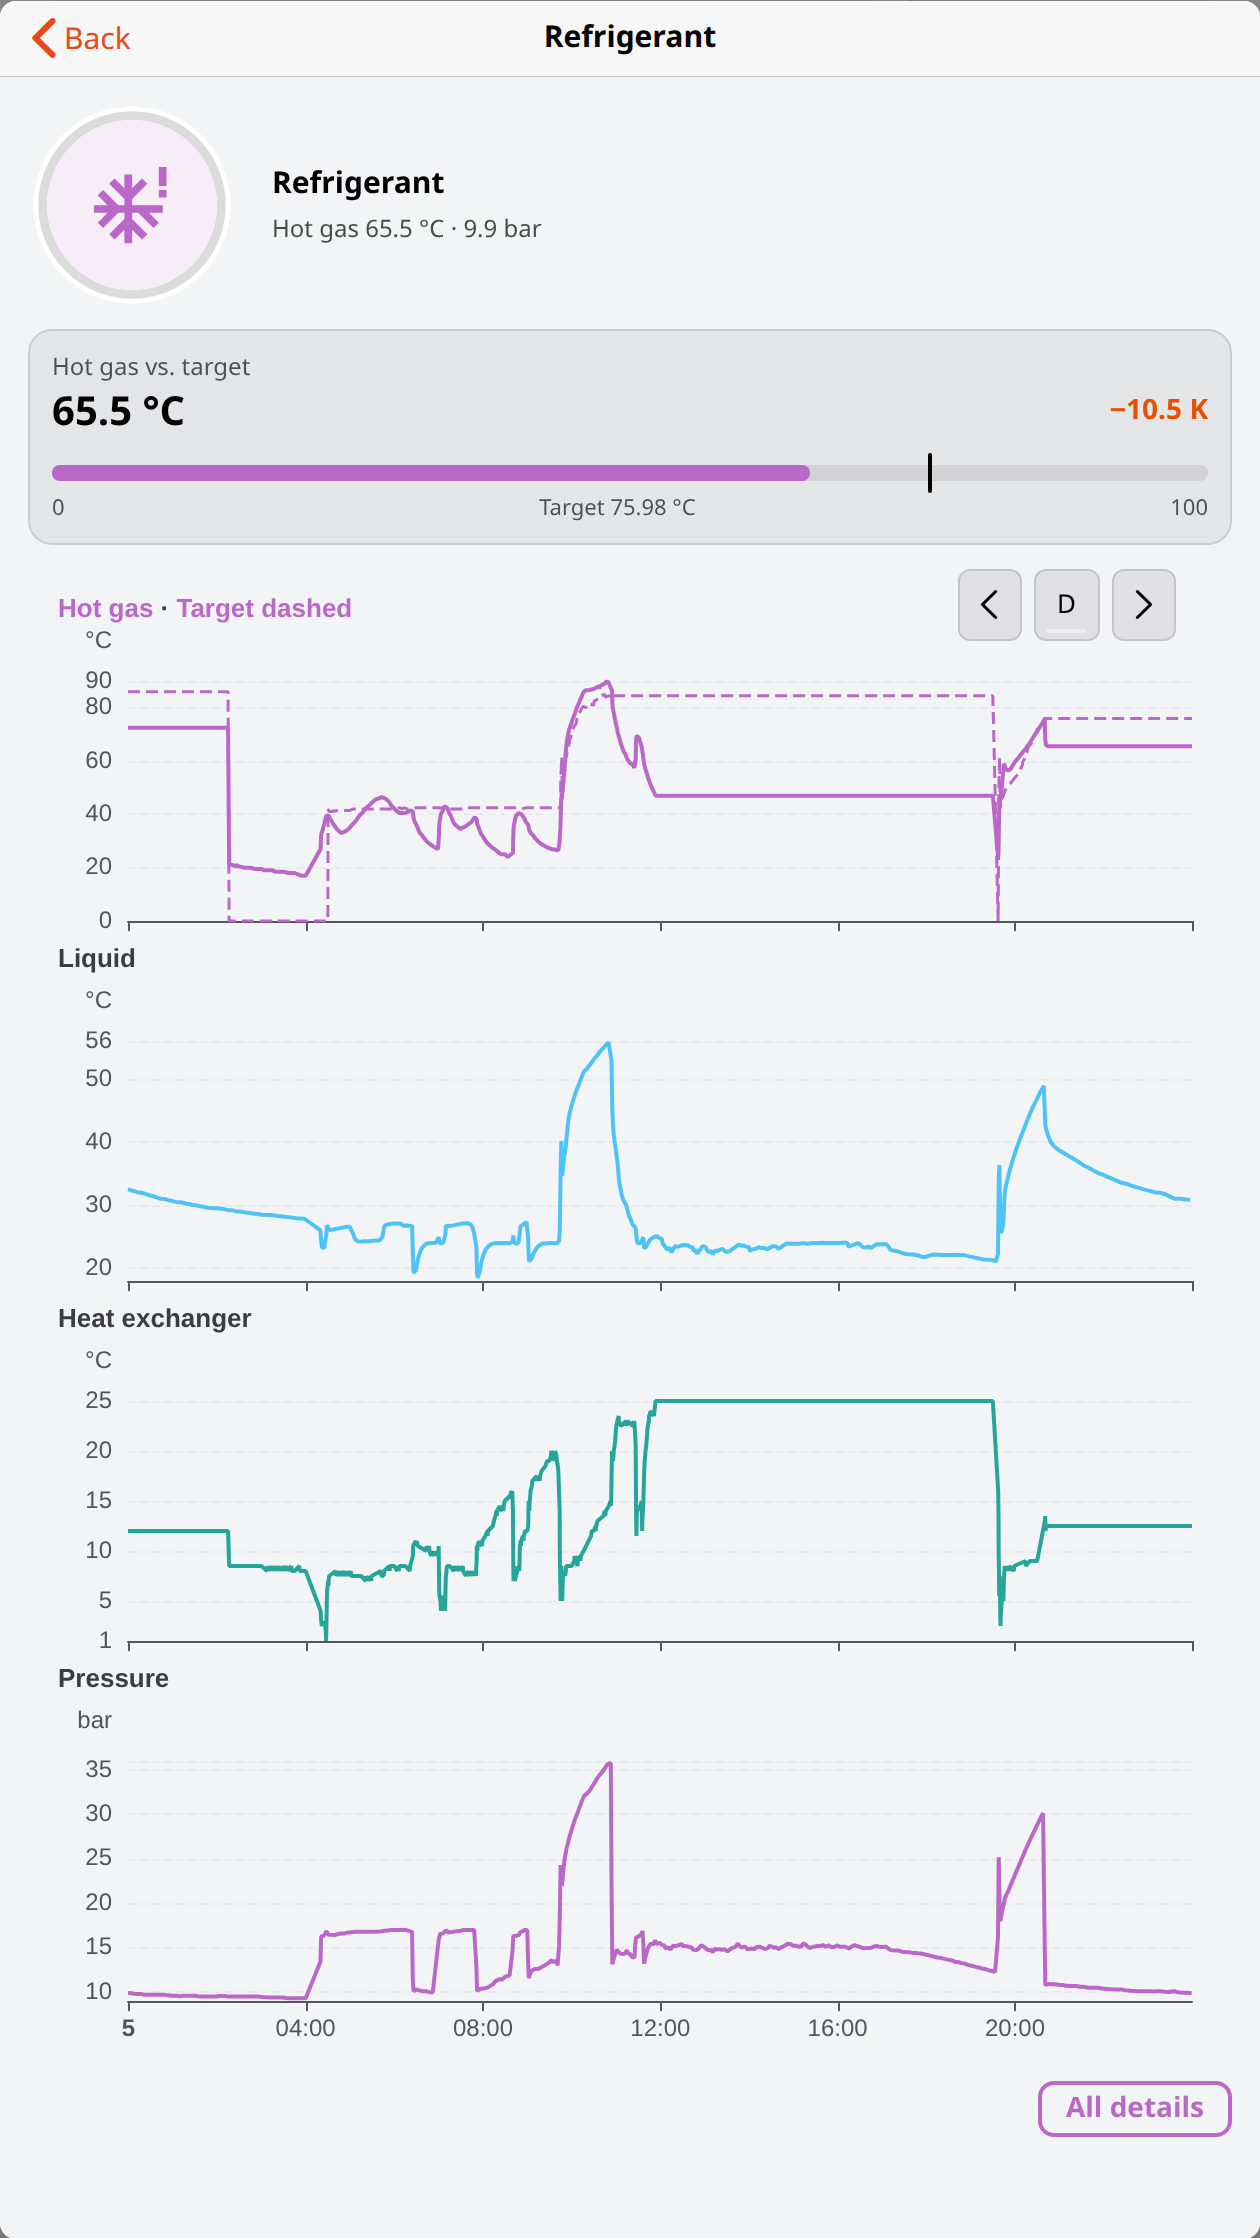 Back
Refrigerant
Refrigerant
Hot gas 65.5 °C · 9.9 bar
Hot gas vs. target
65.5 °C
−10.5 K
0
Target 75.98 °C
100
Hot gas · Target dashed
D
°C
90
80
60
40
20
0
Liquid
°C
56
50
40
30
20
Heat exchanger
°C
25
20
15
10
5
1
Pressure
bar
35
30
25
20
15
10
5 04:00 08:00 12:00 16:00 20:00
All details